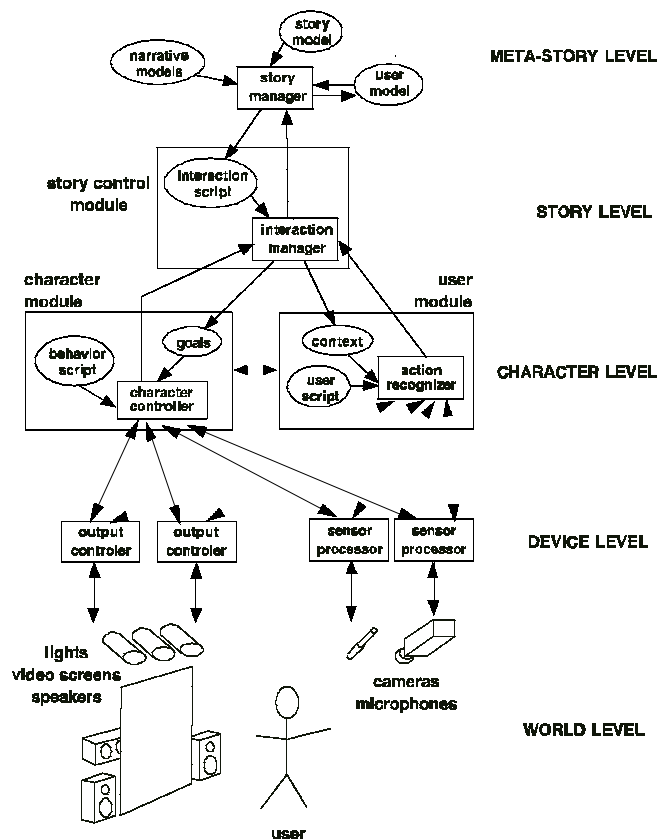 story
model
META-STORY LEVEL
narrative
models
story
manager
user
model
story control
module
interaction
script
STORY LEVEL
interaction
manager
character
module
user
module
goals
context
behavior
script
action
recognizer
CHARACTER LEVEL
user
script
character
controller
output
controler
output
controler
sensor
processor
sensor
processor
DEVICE LEVEL
lights
video screens
speakers
cameras
microphones
WORLD LEVEL
user